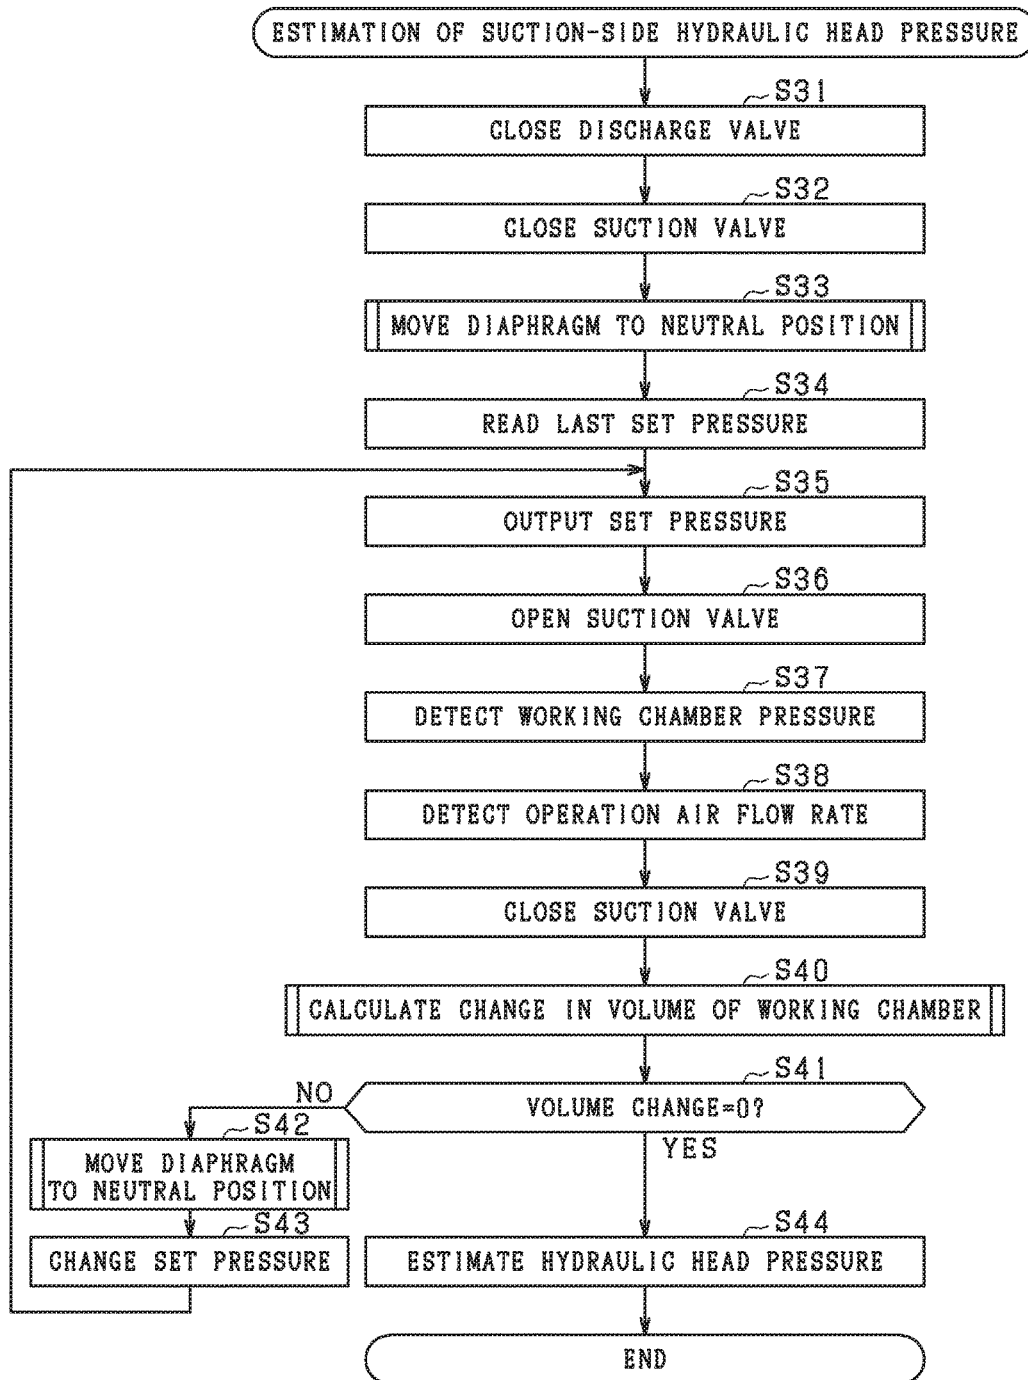 ESTIMATION OF SUCTION-SIDE HYDRAULIC HEAD PRESSURE
S31
CLOSE DISCHARGE VALVE
S32
CLOSE SUCTION VALVE
S33
MOVE DIAPHRAGM TO NEUTRAL POSITION
S34
READ LAST SET PRESSURE
S35
OUTPUT SET PRESSURE
S36
OPEN SUCTION VALVE
S37
DETECT WORKING CHAMBER PRESSURE
S38
DETECT OPERATION AIR FLOW RATE
S39
CLOSE SUCTION VALVE
S40
CALCULATE CHANGE IN VOLUME OF WORKING CHAMBER
S41
VOLUME CHANGE=0?
NO
YES
S42
MOVE DIAPHRAGM
TO NEUTRAL POSITION
S43
CHANGE SET PRESSURE
S44
ESTIMATE HYDRAULIC HEAD PRESSURE
END